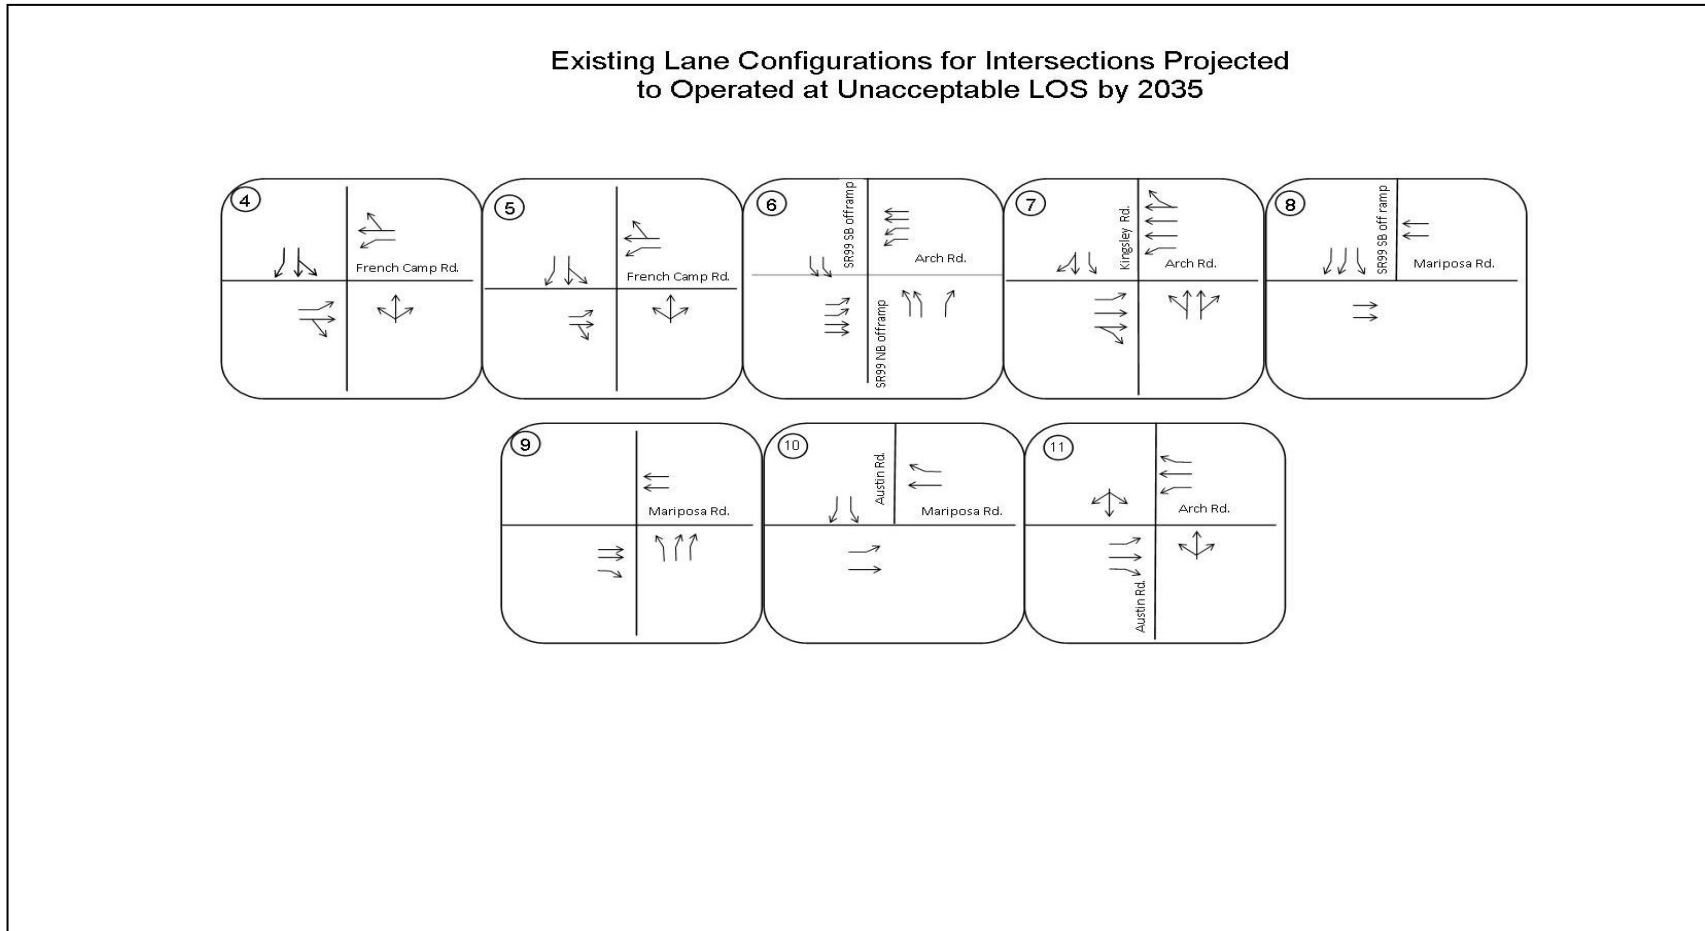 Existing Lane Configurations for Intersections Projected
to Operated at Unacceptable LOS by 2035
4
French Camp Rd.
5
French Camp Rd.
6
SR99 SB offramp
Arch Rd.
SR99 NB offramp
7
Kingsley Rd.
Arch Rd.
8
SR99 SB off ramp
Mariposa Rd.
9
Mariposa Rd.
10
Austin Rd.
Mariposa Rd.
11
Arch Rd.
Austin Rd.